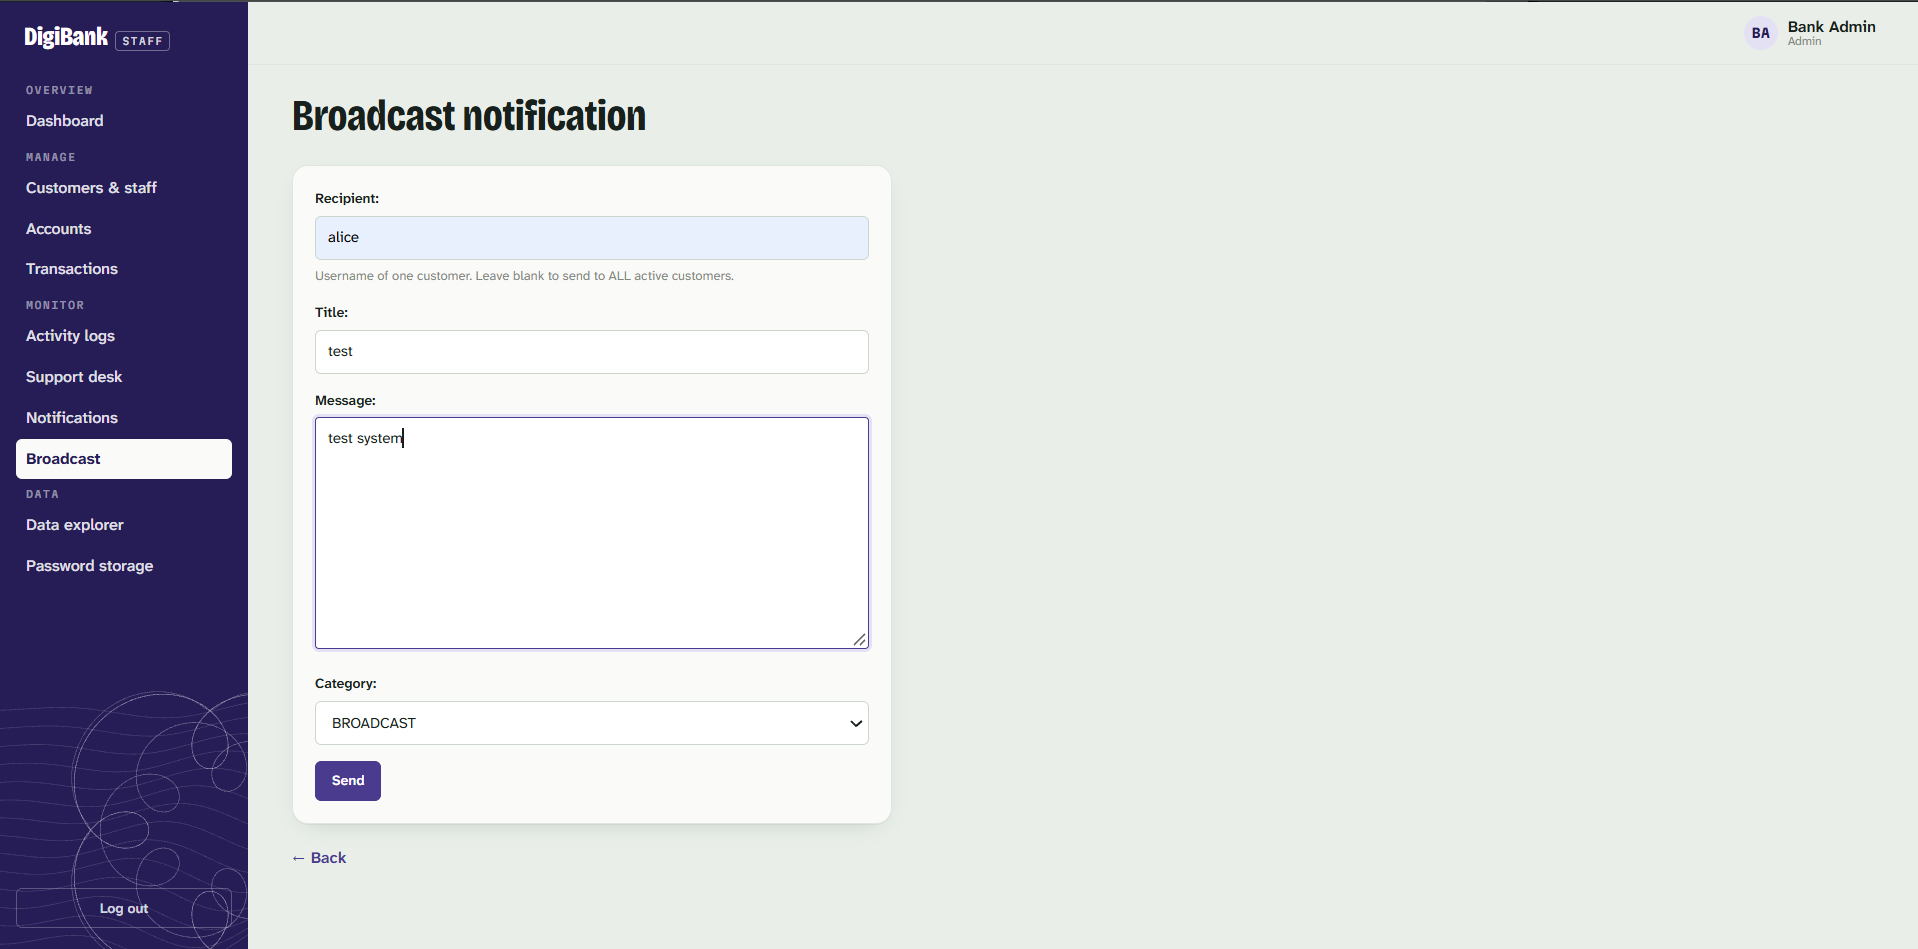 DigiBank STAFF
BA
Bank Admin
Admin
OVERVIEW
Dashboard
MANAGE
Customers & staff
Accounts
Transactions
MONITOR
Activity logs
Support desk
Notifications
Broadcast
DATA
Data explorer
Password storage
Log out
Broadcast notification
Recipient:
alice
Username of one customer. Leave blank to send to ALL active customers.
Title:
test
Message:
test system
Category:
BROADCAST
Send
← Back